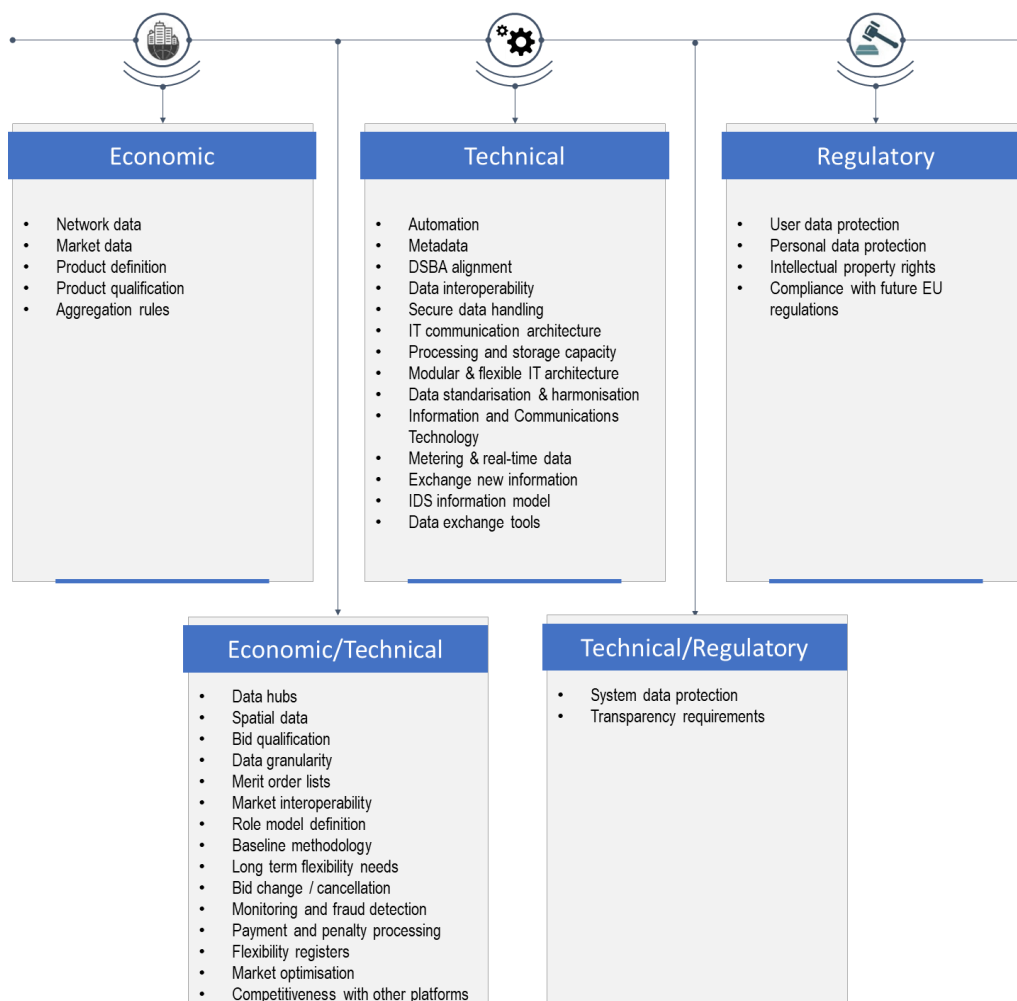 Economic
• Network data
• Market data
• Product definition
• Product qualification
• Aggregation rules
Technical
• Automation
• Metadata
• DSBA alignment
• Data interoperability
• Secure data handling
• IT communication architecture
• Processing and storage capacity
• Modular & flexible IT architecture
• Data standarisation & harmonisation
• Information and Communications
Technology
• Metering & real-time data
• Exchange new information
• IDS information model
• Data exchange tools
Regulatory
• User data protection
• Personal data protection
• Intellectual property rights
• Compliance with future EU
regulations
Economic/Technical
• Data hubs
• Spatial data
• Bid qualification
• Data granularity
• Merit order lists
• Market interoperability
• Role model definition
• Baseline methodology
• Long term flexibility needs
• Bid change / cancellation
• Monitoring and fraud detection
• Payment and penalty processing
• Flexibility registers
• Market optimisation
• Competitiveness with other platforms
Technical/Regulatory
• System data protection
• Transparency requirements